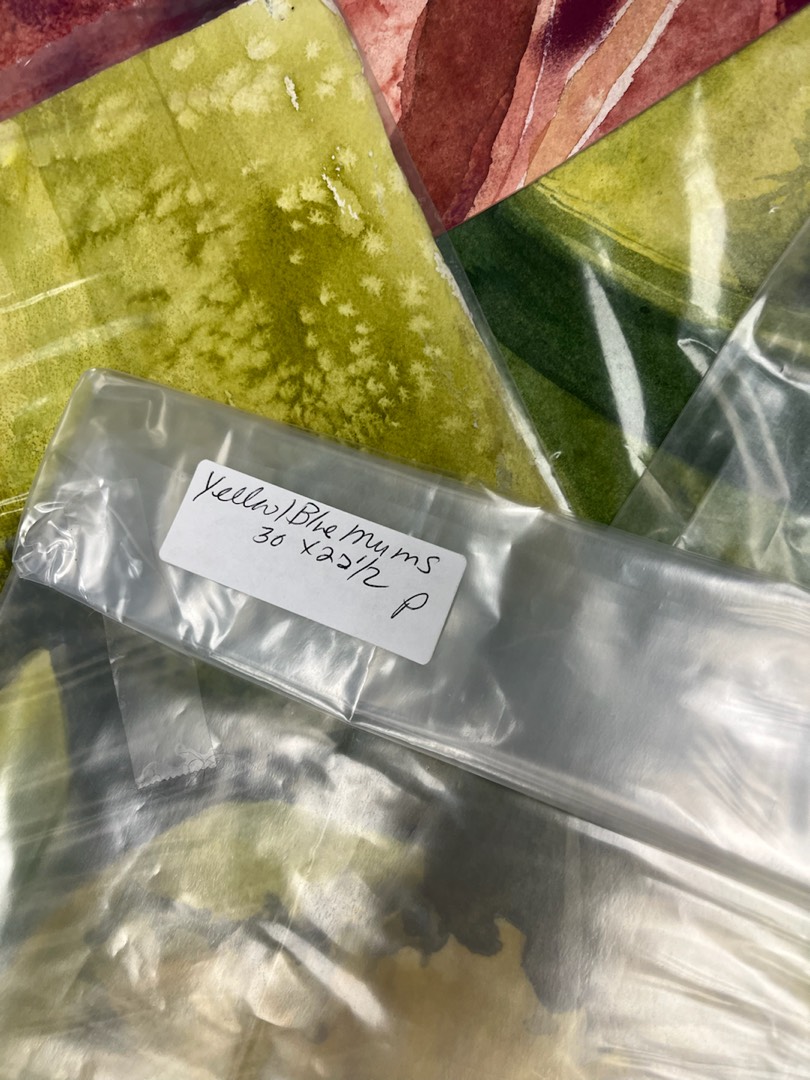 Yellow/Blue Mums
30 x 22 1/2
P